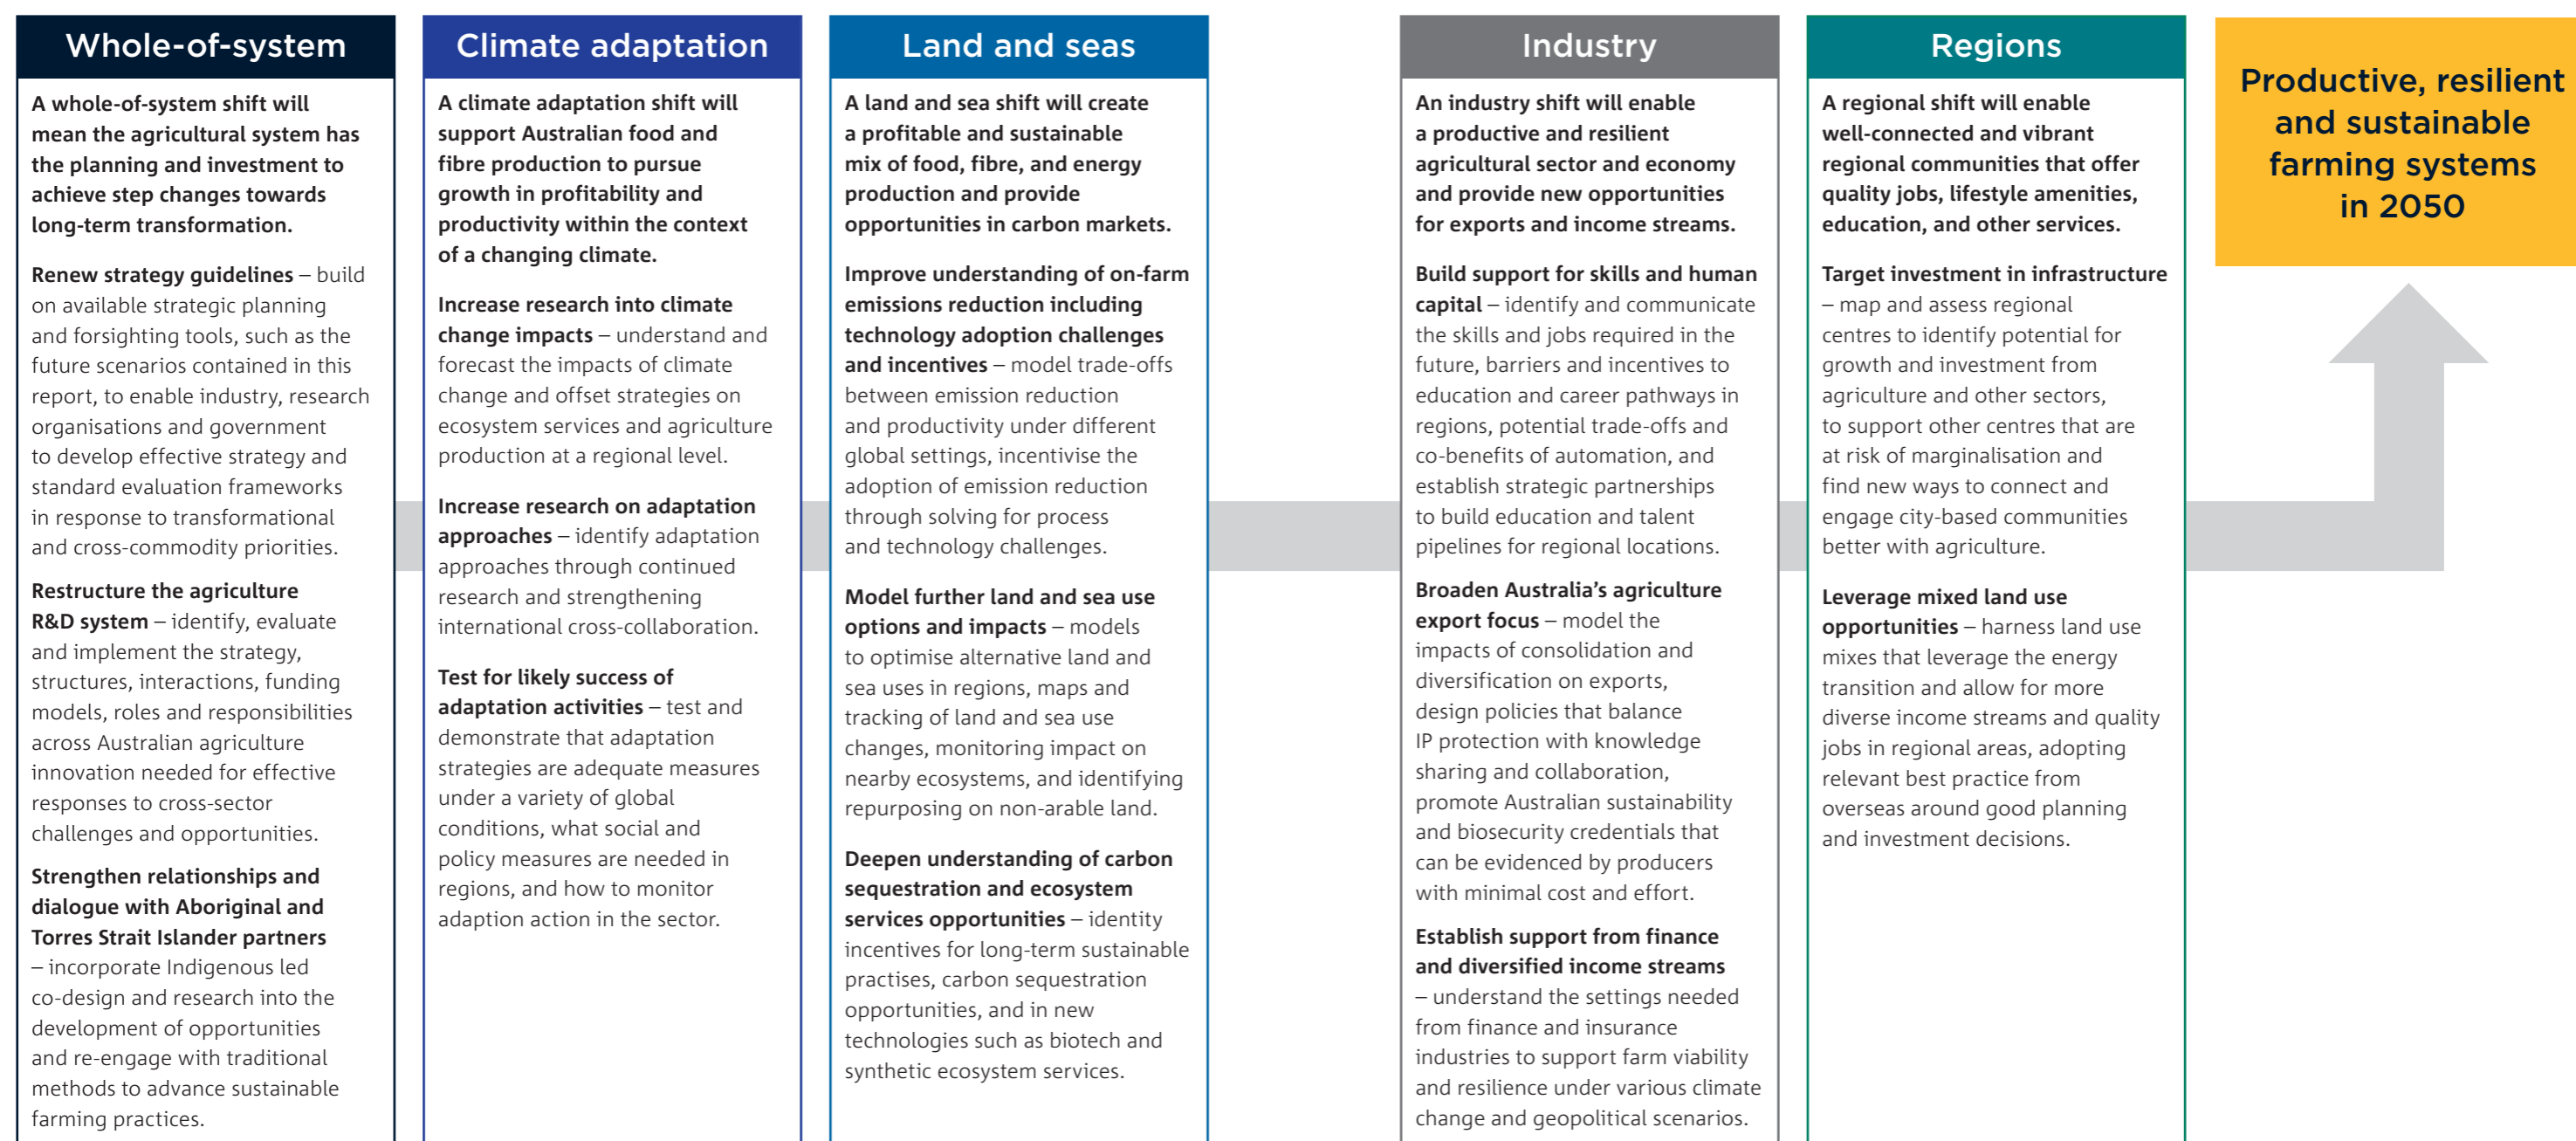 Whole-of-system
A whole-of-system shift will
mean the agricultural system has
the planning and investment to
achieve step changes towards
long-term transformation.
Renew strategy guidelines – build
on available strategic planning
and forsighting tools, such as the
future scenarios contained in this
report, to enable industry, research
organisations and government
to develop effective strategy and
standard evaluation frameworks
in response to transformational
and cross-commodity priorities.
Restructure the agriculture
R&D system – identify, evaluate
and implement the strategy,
structures, interactions, funding
models, roles and responsibilities
across Australian agriculture
innovation needed for effective
responses to cross-sector
challenges and opportunities.
Strengthen relationships and
dialogue with Aboriginal and
Torres Strait Islander partners
– incorporate Indigenous led
co-design and research into the
development of opportunities
and re-engage with traditional
methods to advance sustainable
farming practices.
Climate adaptation
A climate adaptation shift will
support Australian food and
fibre production to pursue
growth in profitability and
productivity within the context
of a changing climate.
Increase research into climate
change impacts – understand and
forecast the impacts of climate
change and offset strategies on
ecosystem services and agriculture
production at a regional level.
Increase research on adaptation
approaches – identify adaptation
approaches through continued
research and strengthening
international cross-collaboration.
Test for likely success of
adaptation activities – test and
demonstrate that adaptation
strategies are adequate measures
under a variety of global
conditions, what social and
policy measures are needed in
regions, and how to monitor
adaption action in the sector.
Land and seas
A land and sea shift will create
a profitable and sustainable
mix of food, fibre, and energy
production and provide
opportunities in carbon markets.
Improve understanding of on-farm
emissions reduction including
technology adoption challenges
and incentives – model trade-offs
between emission reduction
and productivity under different
global settings, incentivise the
adoption of emission reduction
through solving for process
and technology challenges.
Model further land and sea use
options and impacts – models
to optimise alternative land and
sea uses in regions, maps and
tracking of land and sea use
changes, monitoring impact on
nearby ecosystems, and identifying
repurposing on non-arable land.
Deepen understanding of carbon
sequestration and ecosystem
services opportunities – identity
incentives for long-term sustainable
practises, carbon sequestration
opportunities, and in new
technologies such as biotech and
synthetic ecosystem services.
Industry
An industry shift will enable
a productive and resilient
agricultural sector and economy
and provide new opportunities
for exports and income streams.
Build support for skills and human
capital – identify and communicate
the skills and jobs required in the
future, barriers and incentives to
education and career pathways in
regions, potential trade-offs and
co-benefits of automation, and
establish strategic partnerships
to build education and talent
pipelines for regional locations.
Broaden Australia’s agriculture
export focus – model the
impacts of consolidation and
diversification on exports,
design policies that balance
IP protection with knowledge
sharing and collaboration,
promote Australian sustainability
and biosecurity credentials that
can be evidenced by producers
with minimal cost and effort.
Establish support from finance
and diversified income streams
– understand the settings needed
from finance and insurance
industries to support farm viability
and resilience under various climate
change and geopolitical scenarios.
Regions
A regional shift will enable
well-connected and vibrant
regional communities that offer
quality jobs, lifestyle amenities,
education, and other services.
Target investment in infrastructure
– map and assess regional
centres to identify potential for
growth and investment from
agriculture and other sectors,
to support other centres that are
at risk of marginalisation and
find new ways to connect and
engage city-based communities
better with agriculture.
Leverage mixed land use
opportunities – harness land use
mixes that leverage the energy
transition and allow for more
diverse income streams and quality
jobs in regional areas, adopting
relevant best practice from
overseas around good planning
and investment decisions.
Productive, resilient
and sustainable
farming systems
in 2050